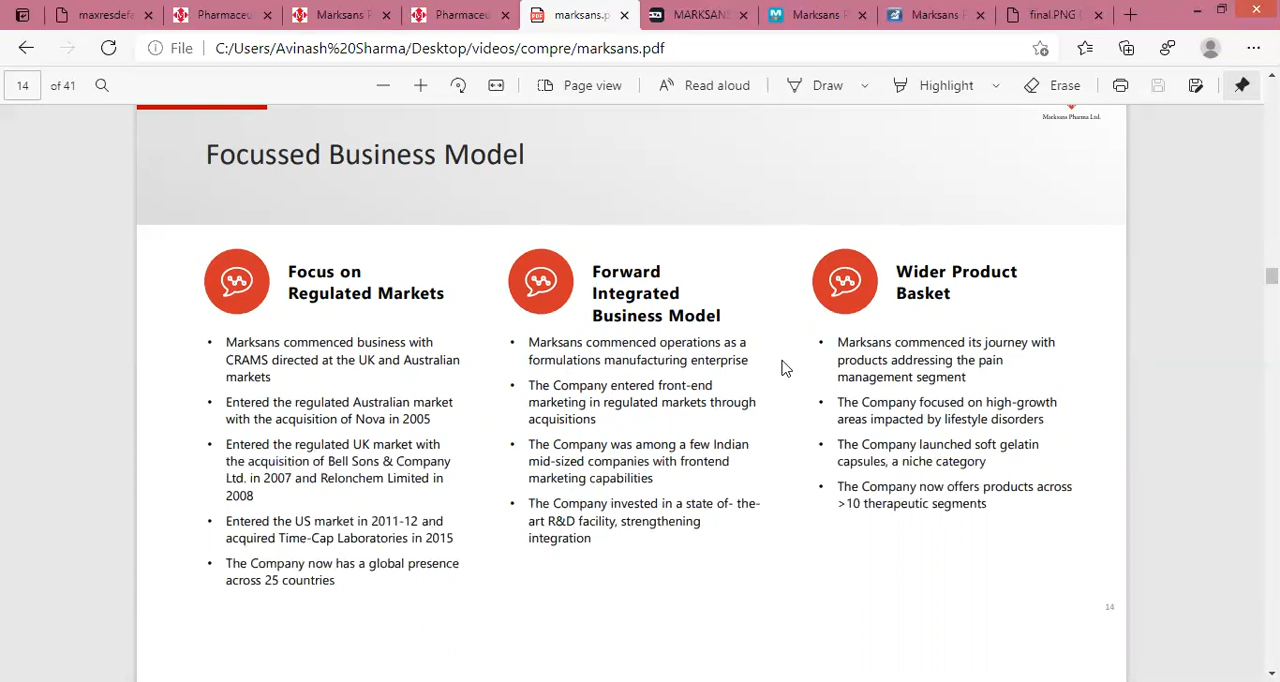 maxresdefa
Pharmaceu
Marksans P
Pharmaceu
marksans.p
MARKSANS
Marksans P
Marksans P
final.PNG (
File
C:/Users/Avinash%20Sharma/Desktop/videos/compre/marksans.pdf
14 of 41
Page view
Read aloud
Draw
Highlight
Erase
Marksans Pharma Ltd.
Focussed Business Model
Focus on
Regulated Markets
• Marksans commenced business with
CRAMS directed at the UK and Australian
markets
• Entered the regulated Australian market
with the acquisition of Nova in 2005
• Entered the regulated UK market with
the acquisition of Bell Sons & Company
Ltd. in 2007 and Relonchem Limited in
2008
• Entered the US market in 2011-12 and
acquired Time-Cap Laboratories in 2015
• The Company now has a global presence
across 25 countries
Forward
Integrated
Business Model
• Marksans commenced operations as a
formulations manufacturing enterprise
• The Company entered front-end
marketing in regulated markets through
acquisitions
• The Company was among a few Indian
mid-sized companies with frontend
marketing capabilities
• The Company invested in a state of- the-
art R&D facility, strengthening
integration
Wider Product
Basket
• Marksans commenced its journey with
products addressing the pain
management segment
• The Company focused on high-growth
areas impacted by lifestyle disorders
• The Company launched soft gelatin
capsules, a niche category
• The Company now offers products across
>10 therapeutic segments
14